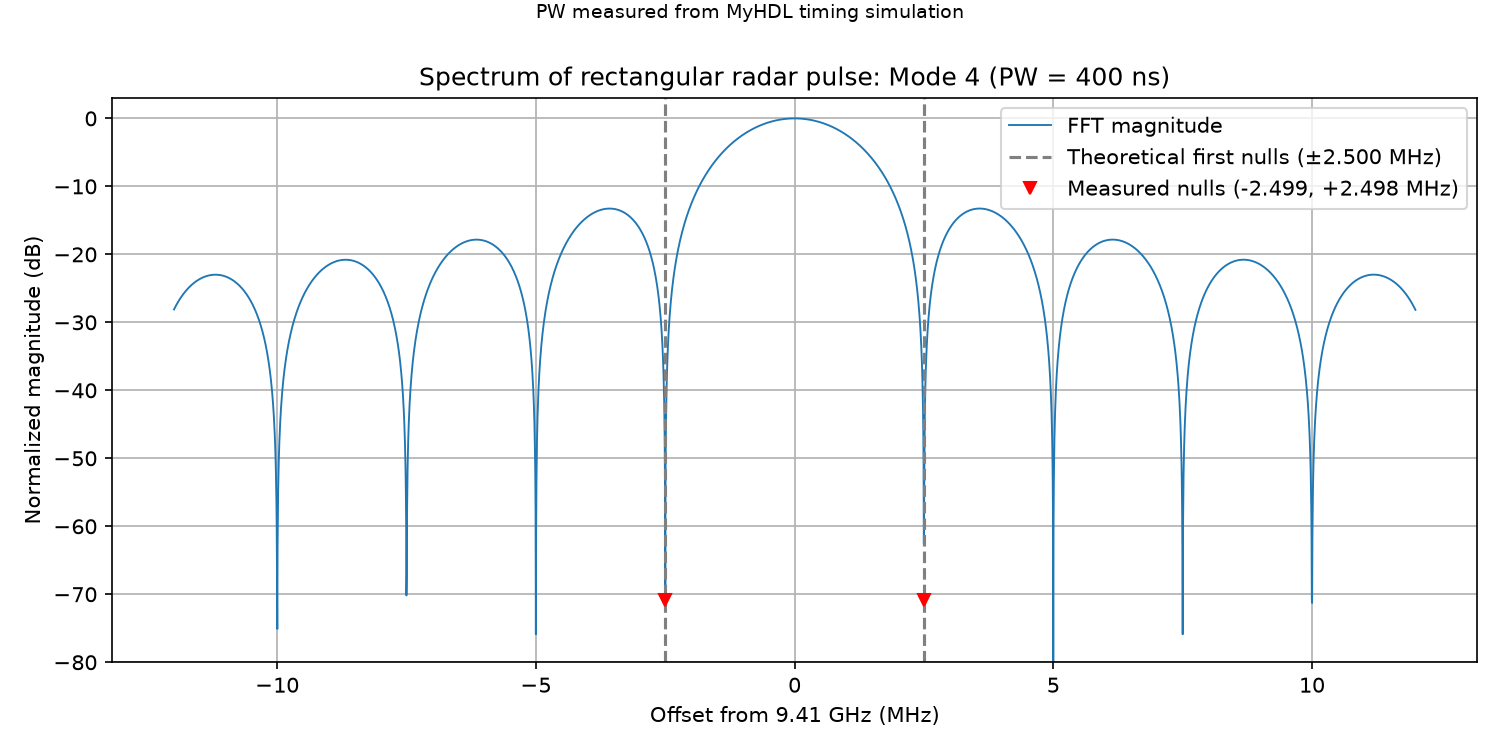 PW measured from MyHDL timing simulation
Spectrum of rectangular radar pulse: Mode 4 (PW = 400 ns)
FFT magnitude
Theoretical first nulls (±2.500 MHz)
Measured nulls (-2.499, +2.498 MHz)
Normalized magnitude (dB)
0
−10
−20
−30
−40
−50
−60
−70
−80
−10
−5
0
5
10
Offset from 9.41 GHz (MHz)